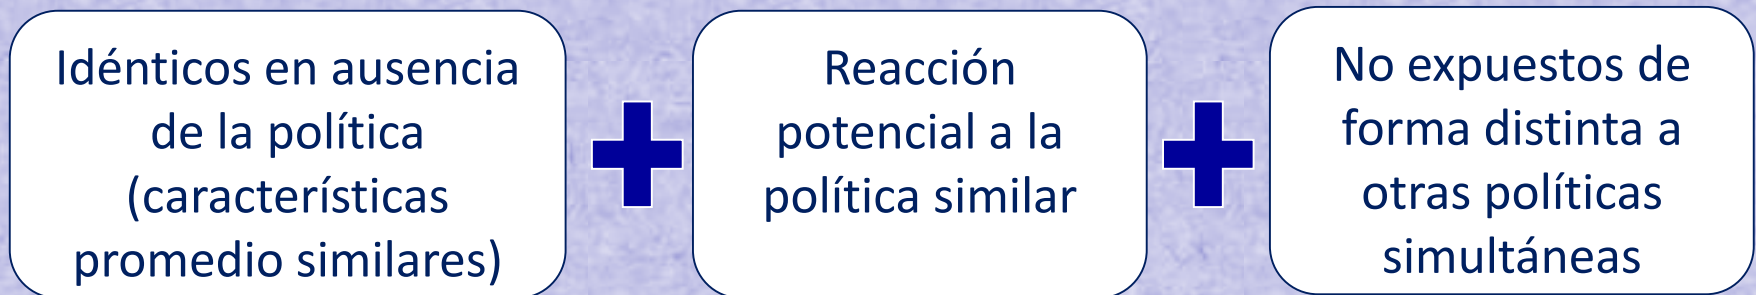 Idénticos en ausencia
de la política
(características
promedio similares)
Reacción
potencial a la
política similar
No expuestos de
forma distinta a
otras políticas
simultáneas